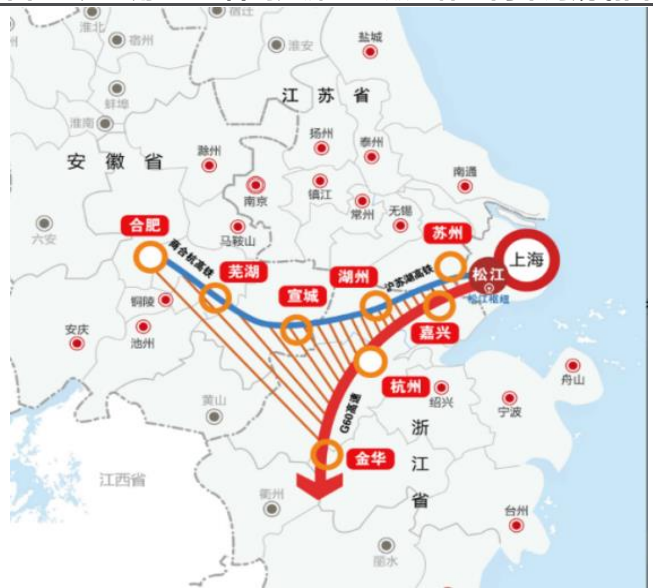 淮北
宿州
宿迁
淮安
盐城
蚌埠
淮南
江苏省
安徽省
滁州
扬州
泰州
南京
镇江
常州
无锡
南通
六安
合肥
马鞍山
苏州
商合杭高铁
芜湖
湖州
沪苏湖高铁
松江
上海
宣城
松江枢纽
铜陵
嘉兴
池州
安庆
杭州
绍兴
舟山
宁波
黄山
G60高速
浙江省
金华
江西省
衢州
台州
丽水